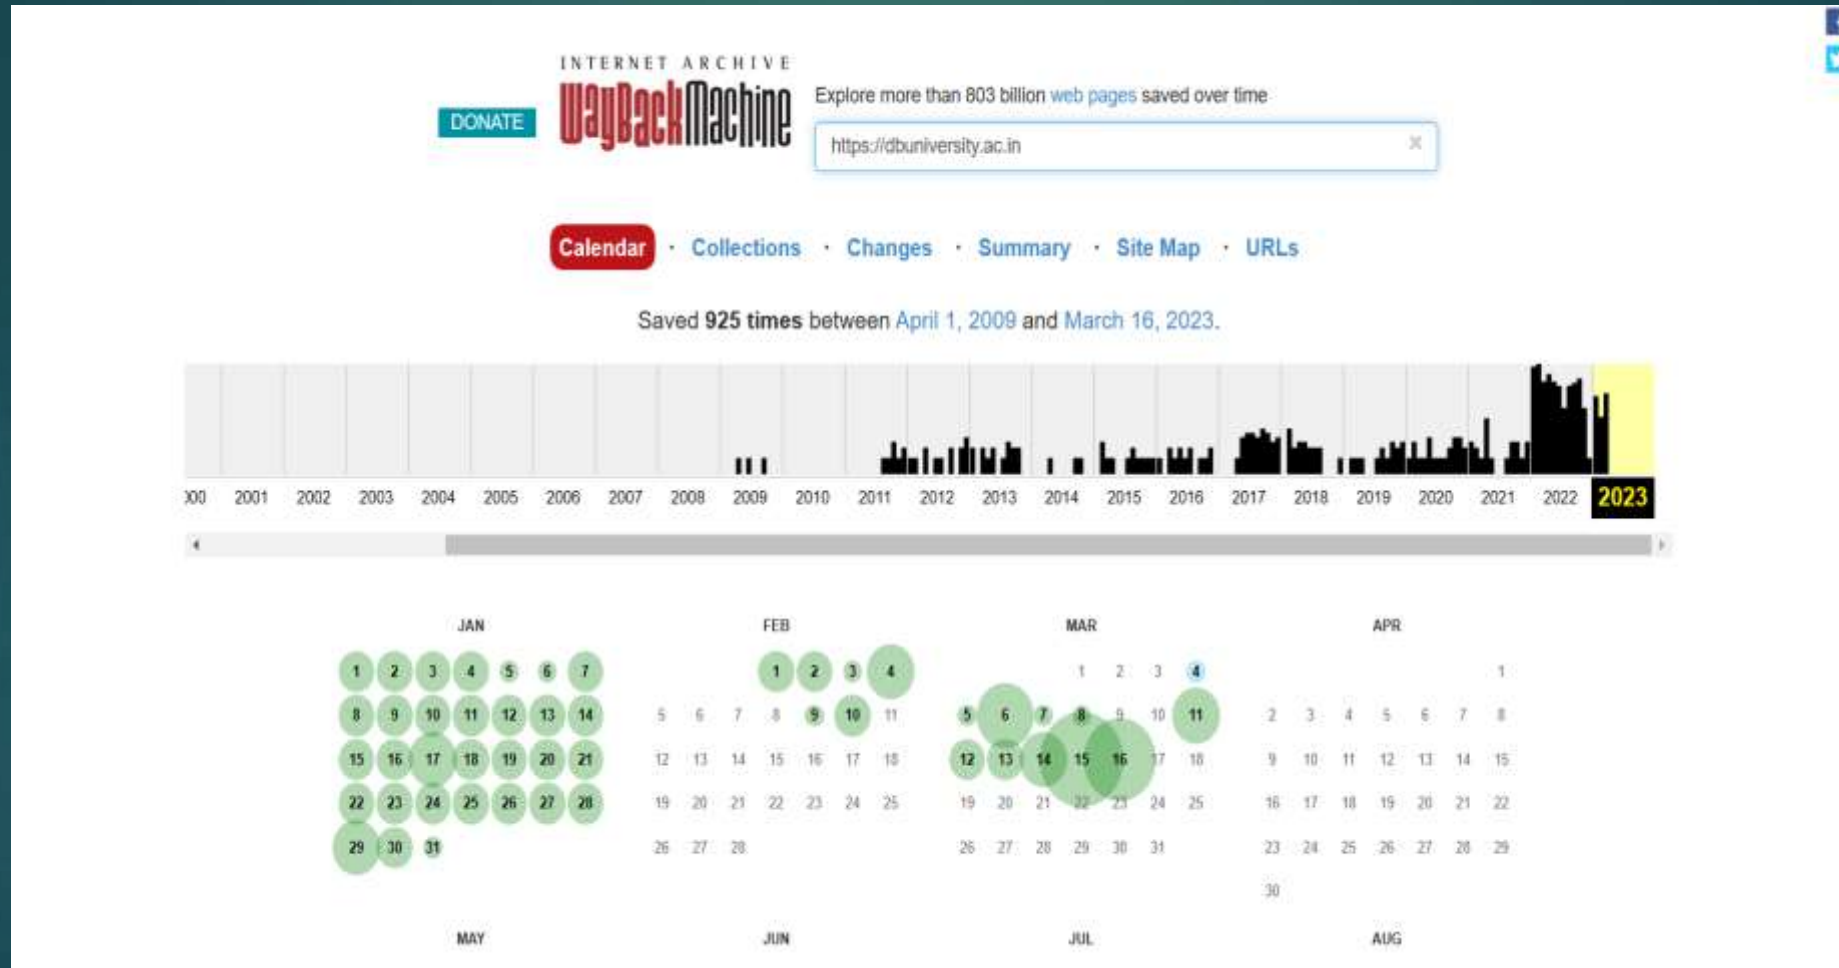 INTERNET ARCHIVE
WayBackMachine
DONATE
Explore more than 803 billion web pages saved over time
https://dbuniversity.ac.in ×
Calendar · Collections · Changes · Summary · Site Map · URLs
Saved 925 times between April 1, 2009 and March 16, 2023.
2001 2002 2003 2004 2005 2006 2007 2008 2009 2010 2011 2012 2013 2014 2015 2016 2017 2018 2019 2020 2021 2022 2023
JAN FEB MAR APR
1 2 3 4 5 6 7 1 2 3 4 1 2 3 4 1
8 9 10 11 12 13 14 5 6 7 8 9 10 11 5 6 7 8 9 10 11 2 3 4 5 6 7 8
15 16 17 18 19 20 21 12 13 14 15 16 17 18 12 13 14 15 16 17 18 9 10 11 12 13 14 15
22 23 24 25 26 27 28 19 20 21 22 23 24 25 19 20 21 22 23 24 25 16 17 18 19 20 21 22
29 30 31 26 27 28 26 27 28 29 30 31 23 24 25 26 27 28 29
30
MAY JUN JUL AUG